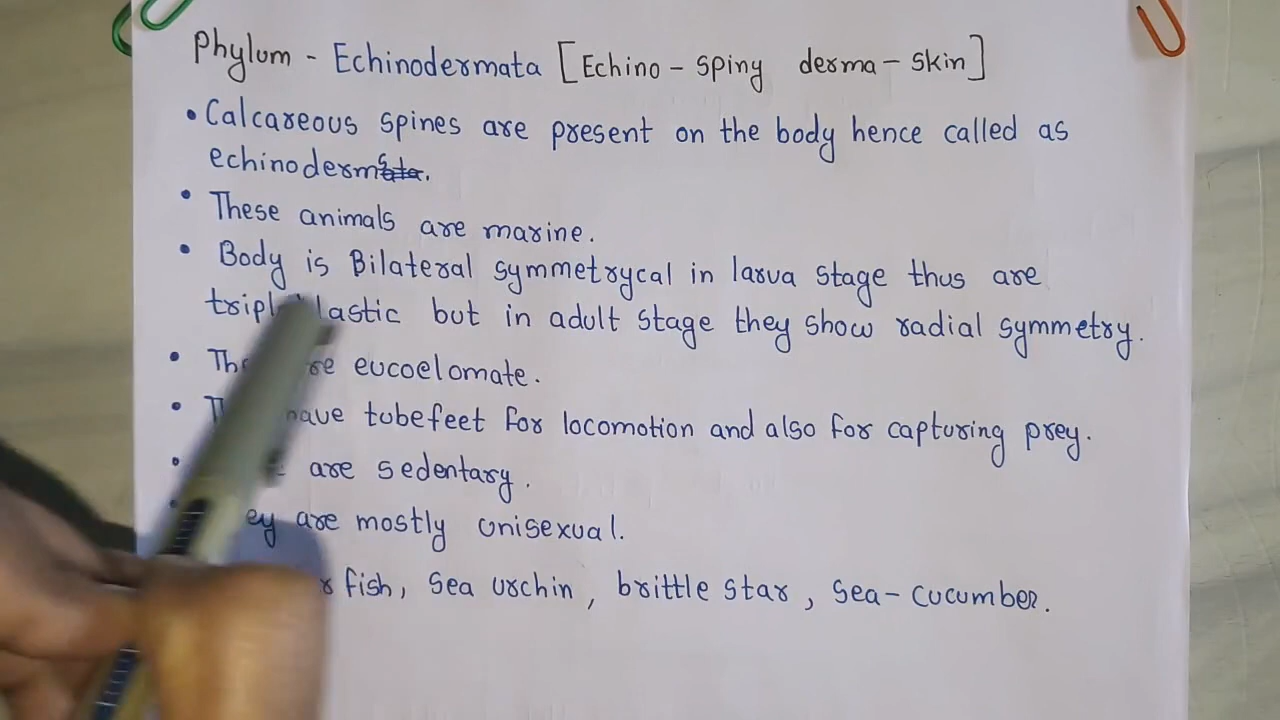 Phylum - Echinodermata [Echino - spiny derma - skin]
• Calcareous spines are present on the body hence called as
echinoderms.
• These animals are marine.
• Body is Bilateral symmetrycal in larva stage thus are
but in adult stage they show radial symmetry.
• eucoelomate.
• have tubefeet for locomotion and also for capturing prey.
• are sedentary.
• are mostly unisexual.
fish, sea urchin, brittle star, sea-cucumber.